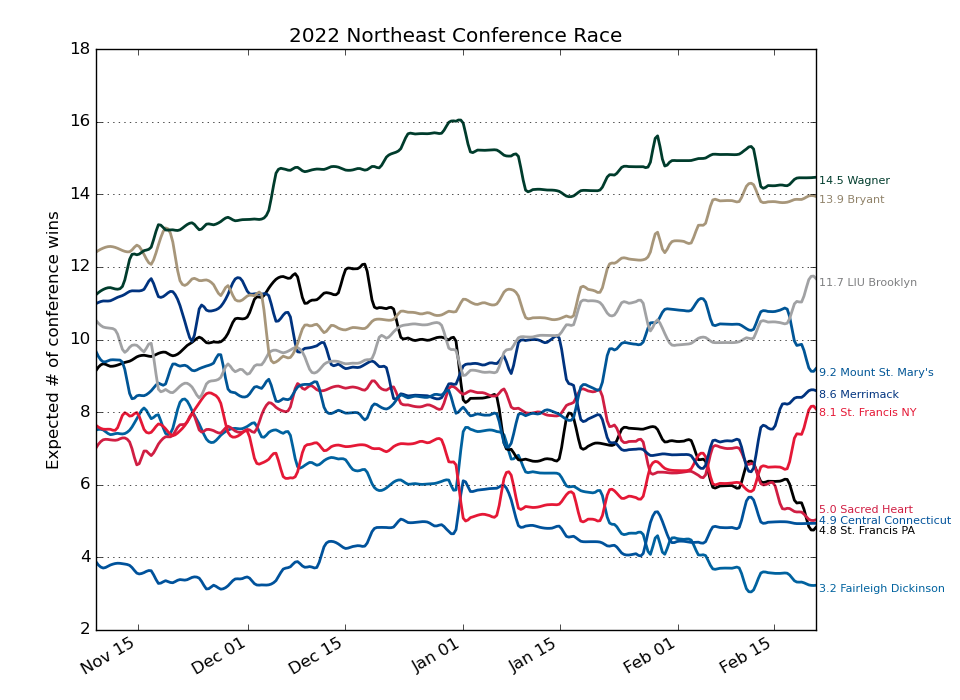 2022 Northeast Conference Race
Expected # of conference wins
18
16
14
12
10
8
6
4
2
Nov 15
Dec 01
Dec 15
Jan 01
Jan 15
Feb 01
Feb 15
14.5 Wagner
13.9 Bryant
11.7 LIU Brooklyn
9.2 Mount St. Mary's
8.6 Merrimack
8.1 St. Francis NY
5.0 Sacred Heart
4.9 Central Connecticut
4.8 St. Francis PA
3.2 Fairleigh Dickinson